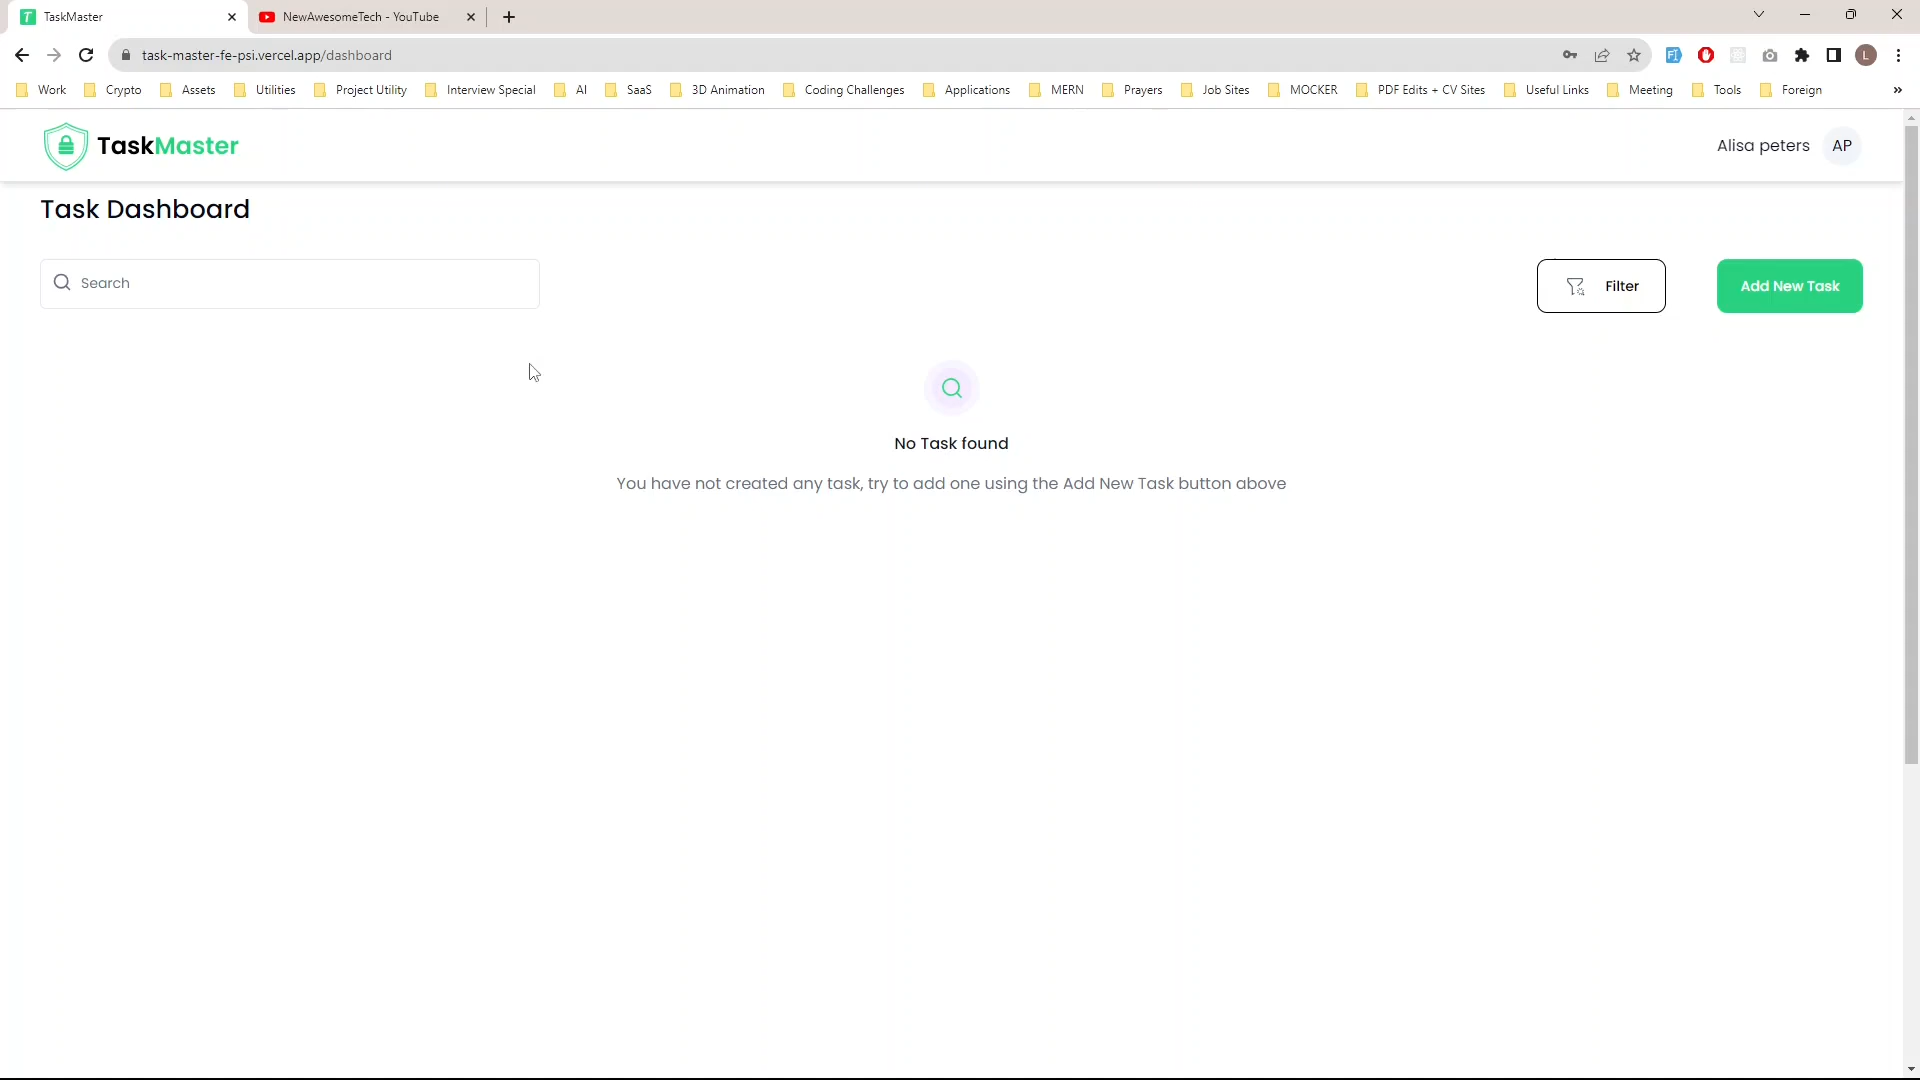 TaskMaster
NewAwesomeTech - YouTube
task-master-fe-psi.vercel.app/dashboard
L
Work Crypto Assets Utilities Project Utility Interview Special AI SaaS 3D Animation Coding Challenges Applications MERN Prayers Job Sites MOCKER PDF Edits + CV Sites Useful Links Meeting Tools Foreign »
TaskMaster
Alisa peters AP
Task Dashboard
Search
Filter
Add New Task
No Task found
You have not created any task, try to add one using the Add New Task button above